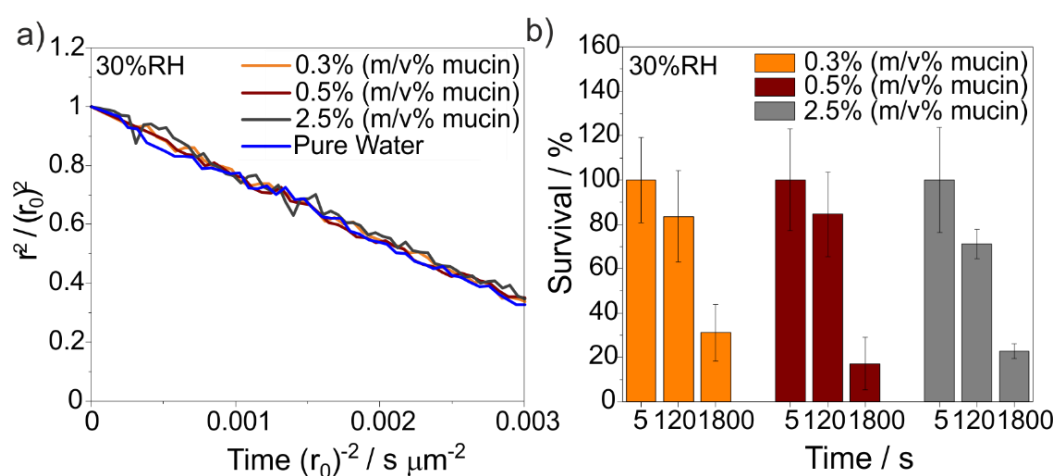 a)
30%RH
0.3% (m/v% mucin)
0.5% (m/v% mucin)
2.5% (m/v% mucin)
Pure Water
r² / (r₀)²
1.2
1
0.8
0.6
0.4
0.2
0
0 0.001 0.002 0.003
Time (r₀)⁻² / s μm⁻²
b)
30%RH
0.3% (m/v% mucin)
0.5% (m/v% mucin)
2.5% (m/v% mucin)
Survival / %
160
140
120
100
80
60
40
20
0
5 120 1800 5 120 1800 5 120 1800
Time / s